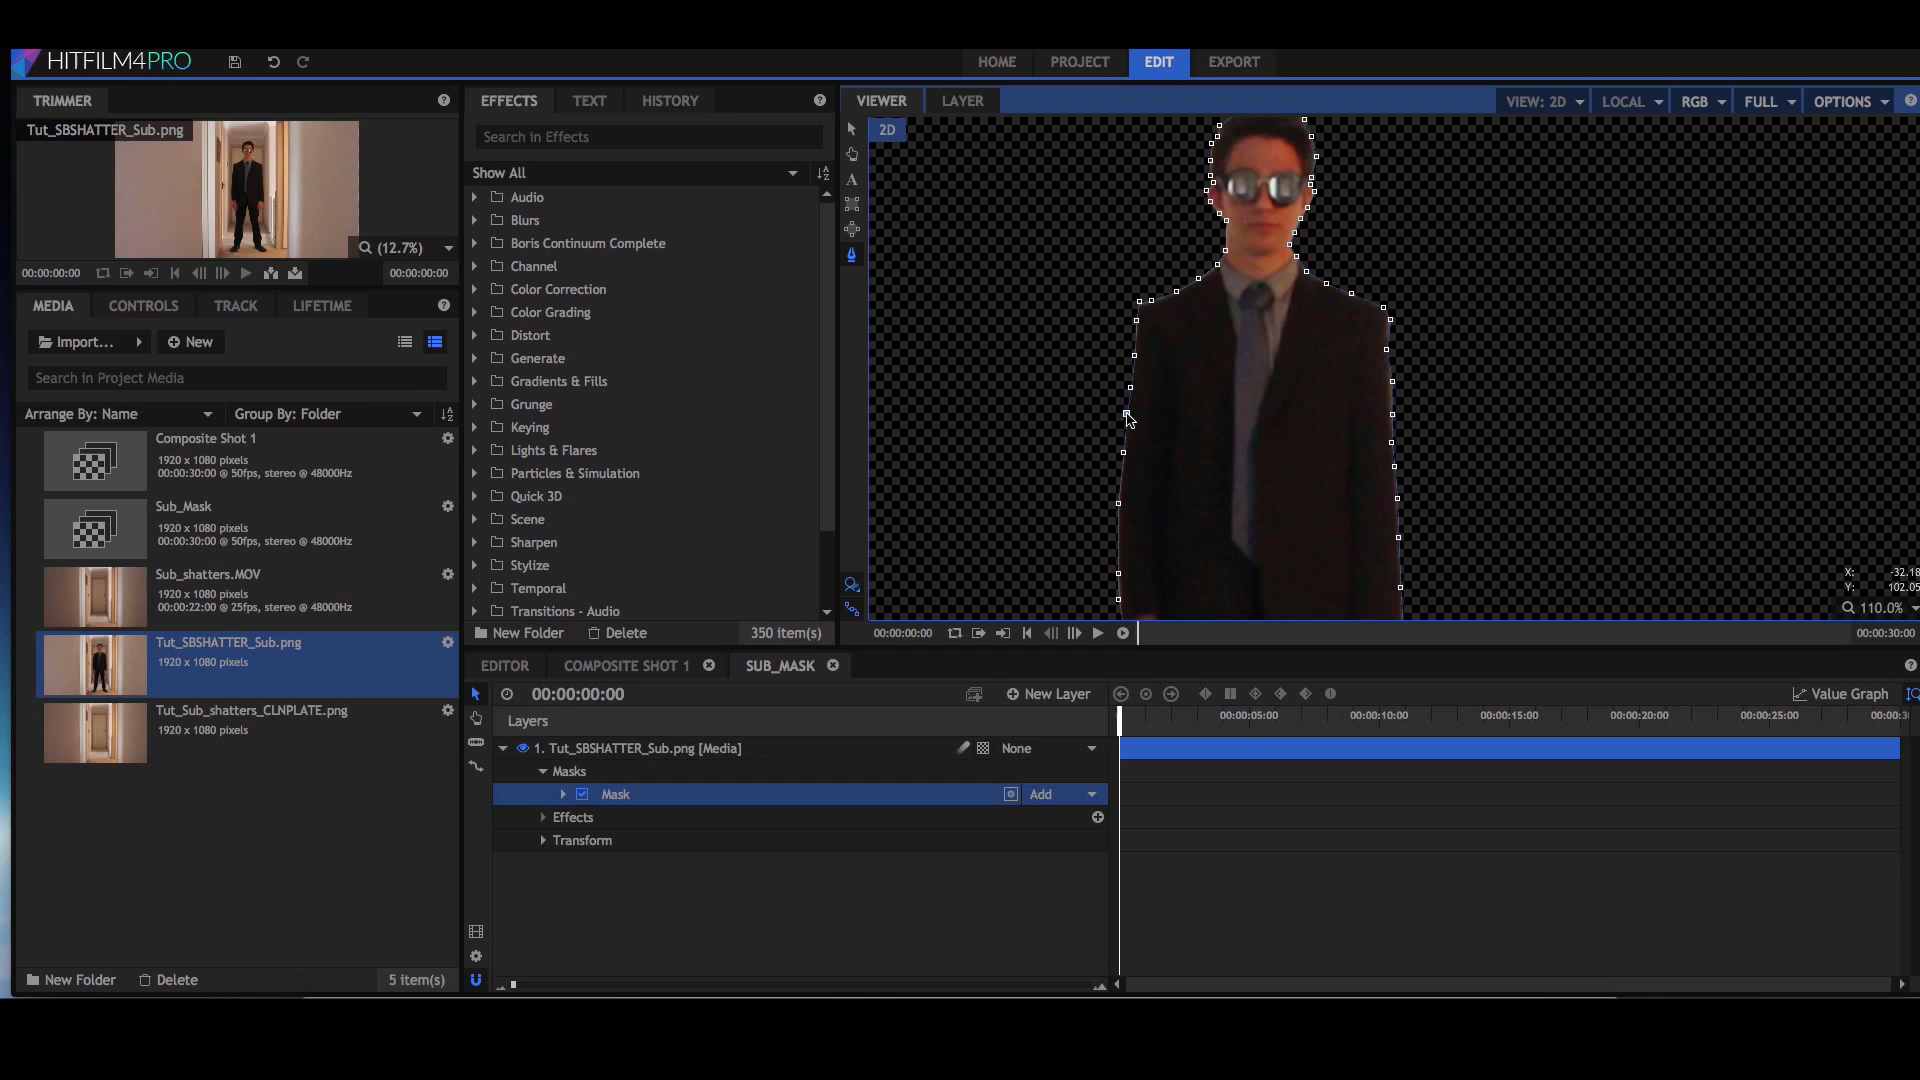 HITFILM4PRO
HOME PROJECT EDIT EXPORT
TRIMMER
Tut_SBSHATTER_Sub.png
(12.7%)
00:00:00:00 00:00:00:00
MEDIA CONTROLS TRACK LIFETIME
Import... New
Search in Project Media
Arrange By: Name Group By: Folder
Composite Shot 1
1920 x 1080 pixels
00:00:30:00 @ 50fps, stereo @ 48000Hz
Sub_Mask
1920 x 1080 pixels
00:00:30:00 @ 50fps, stereo @ 48000Hz
Sub_shatters.MOV
1920 x 1080 pixels
00:00:22:00 @ 25fps, stereo @ 48000Hz
Tut_SBSHATTER_Sub.png
1920 x 1080 pixels
Tut_Sub_shatters_CLNPLATE.png
1920 x 1080 pixels
New Folder Delete 5 item(s)
EFFECTS TEXT HISTORY
Search in Effects
Show All
Audio
Blurs
Boris Continuum Complete
Channel
Color Correction
Color Grading
Distort
Generate
Gradients & Fills
Grunge
Keying
Lights & Flares
Particles & Simulation
Quick 3D
Scene
Sharpen
Stylize
Temporal
Transitions - Audio
New Folder Delete 350 item(s)
VIEWER LAYER VIEW: 2D LOCAL RGB FULL OPTIONS
2D
A
X: -32.18
Y: 102.05
110.0%
00:00:00:00 00:00:30:00
EDITOR COMPOSITE SHOT 1 SUB_MASK
00:00:00:00 New Layer Value Graph
Layers 00:00:05:00 00:00:10:00 00:00:15:00 00:00:20:00 00:00:25:00 00:00:30
1. Tut_SBSHATTER_Sub.png [Media] None
Masks
Mask Add
Effects
Transform